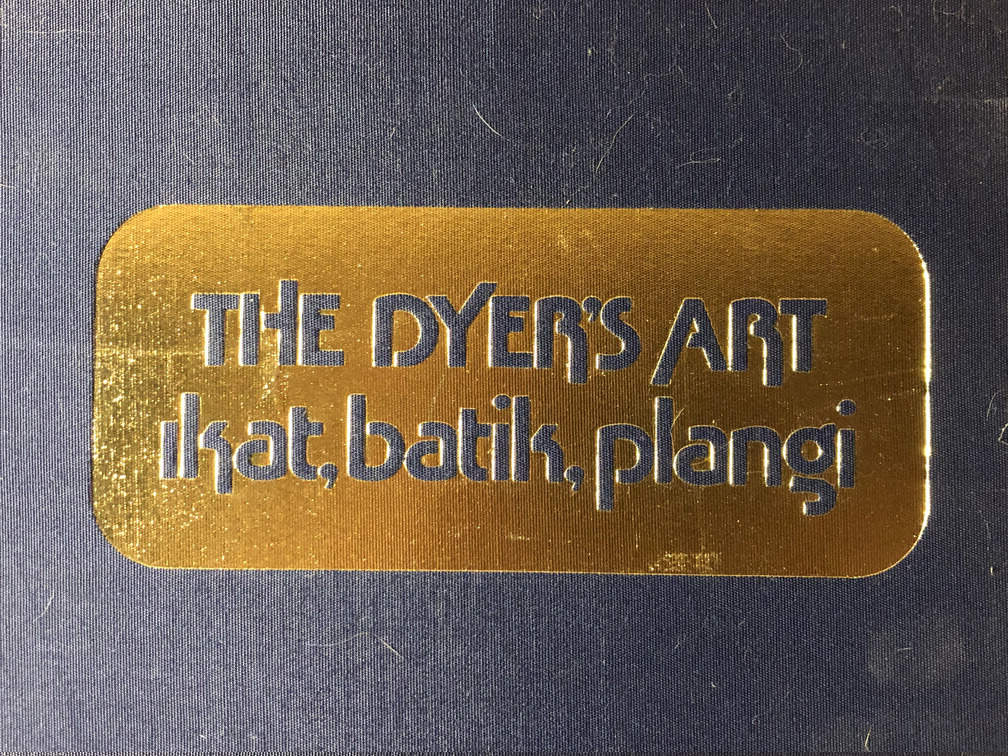 THE DYER'S ART
ikat, batik, plangi